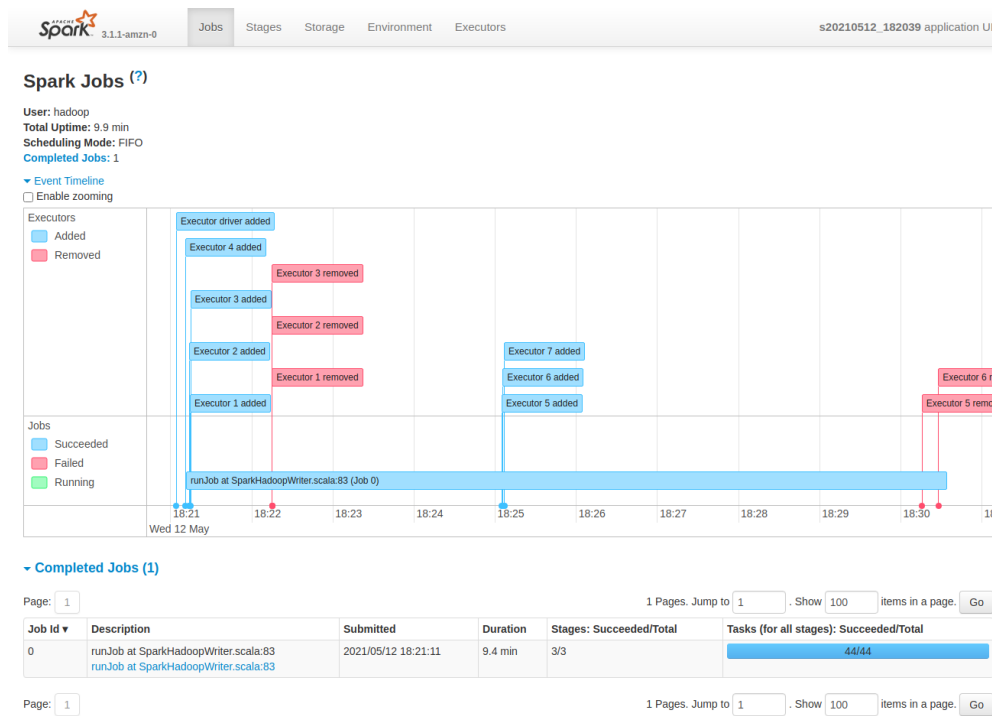 APACHE
Spark 3.1.1-amzn-0 Jobs Stages Storage Environment Executors s20210512_182039 application UI
Spark Jobs (?)
User: hadoop
Total Uptime: 9.9 min
Scheduling Mode: FIFO
Completed Jobs: 1
Event Timeline
Enable zooming
Executors
Added
Removed
Executor driver added
Executor 4 added
Executor 3 removed
Executor 3 added
Executor 2 removed
Executor 2 added
Executor 7 added
Executor 1 removed
Executor 6 added
Executor 6 r
Executor 1 added
Executor 5 added
Executor 5 remo
Jobs
Succeeded
Failed
Running
runJob at SparkHadoopWriter.scala:83 (Job 0)
18:21 18:22 18:23 18:24 18:25 18:26 18:27 18:28 18:29 18:30 18
Wed 12 May
Completed Jobs (1)
Page: 1 1 Pages. Jump to 1 . Show 100 items in a page. Go
Job Id ▾ Description Submitted Duration Stages: Succeeded/Total Tasks (for all stages): Succeeded/Total
0 runJob at SparkHadoopWriter.scala:83 2021/05/12 18:21:11 9.4 min 3/3 44/44
runJob at SparkHadoopWriter.scala:83
Page: 1 1 Pages. Jump to 1 . Show 100 items in a page. Go